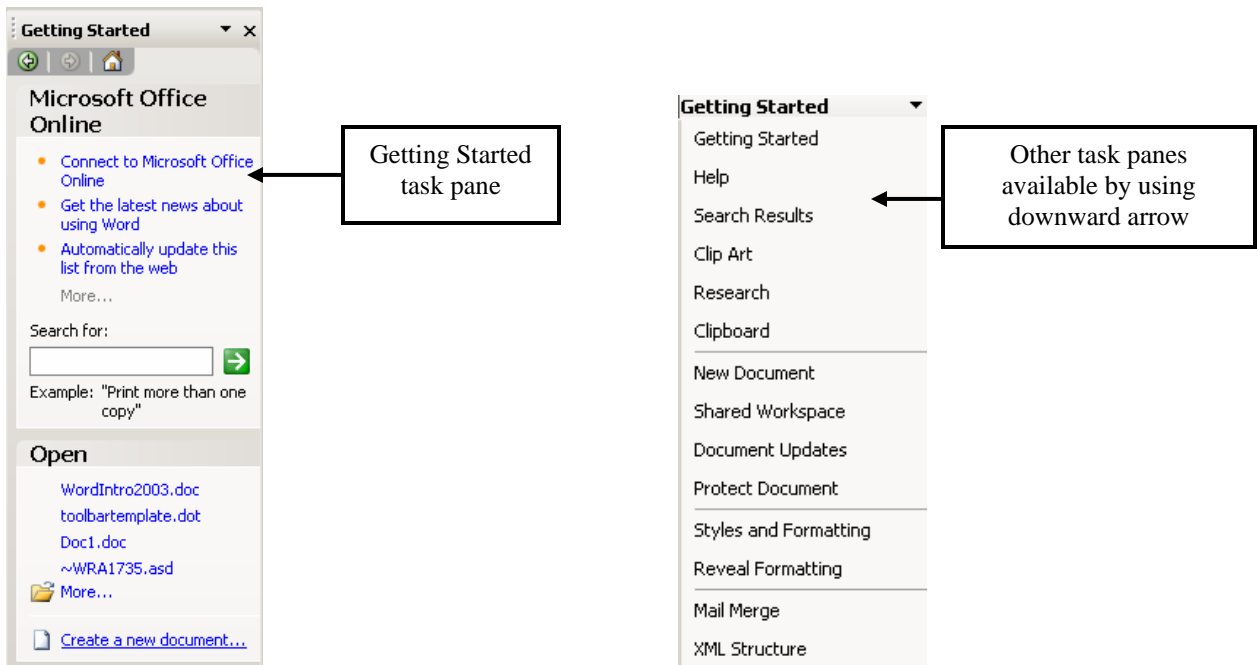 Getting Started
Microsoft Office
Online
Connect to Microsoft Office
Online
Get the latest news about
using Word
Automatically update this
list from the web
More...
Search for:
Example: "Print more than one
copy"
Open
WordIntro2003.doc
toolbartemplate.dot
Doc1.doc
~WRA1735.asd
More...
Create a new document...
Getting Started
task pane
Getting Started
Getting Started
Help
Search Results
Clip Art
Research
Clipboard
New Document
Shared Workspace
Document Updates
Protect Document
Styles and Formatting
Reveal Formatting
Mail Merge
XML Structure
Other task panes
available by using
downward arrow